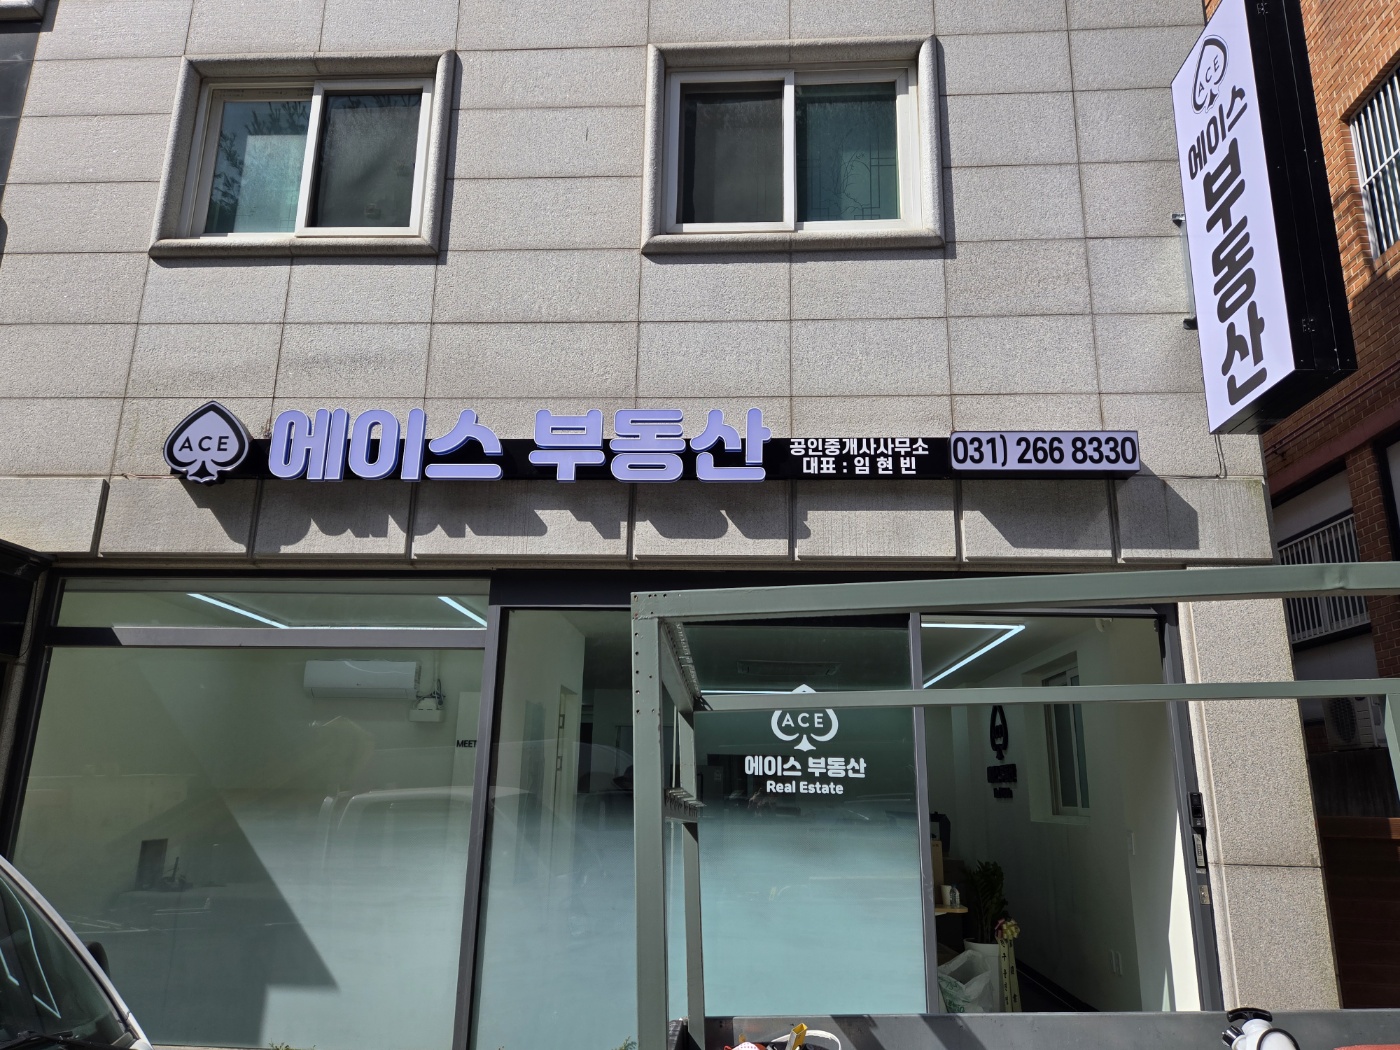 ACE
에이스
부동산
ACE
에이스 부동산
공인중개사사무소
대표 : 임현빈
031) 266 8330
MEET
ACE
에이스 부동산
Real Estate